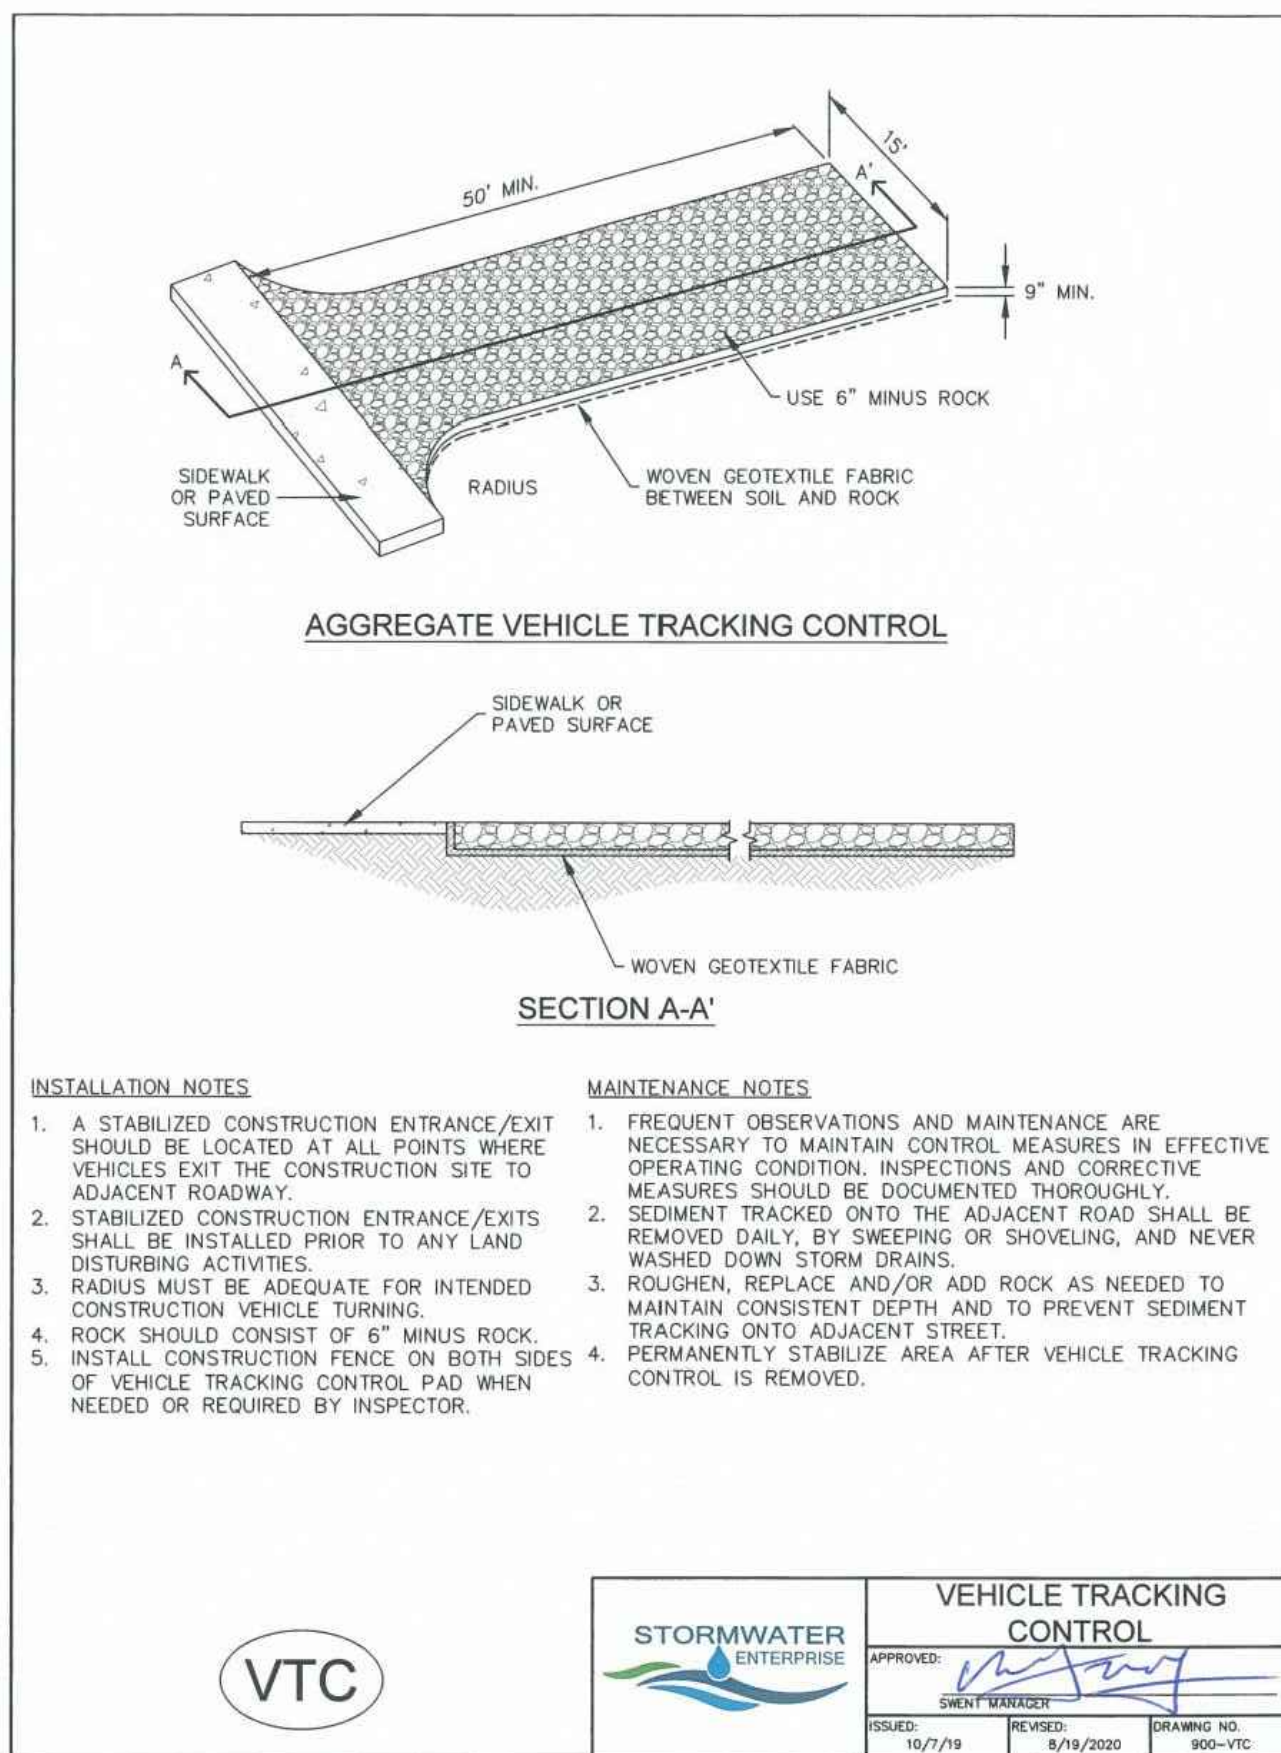 50' MIN.
15'
A'
9" MIN.
A
USE 6" MINUS ROCK
SIDEWALK
OR PAVED
SURFACE
RADIUS
WOVEN GEOTEXTILE FABRIC
BETWEEN SOIL AND ROCK
AGGREGATE VEHICLE TRACKING CONTROL
SIDEWALK OR
PAVED SURFACE
WOVEN GEOTEXTILE FABRIC
SECTION A-A'
INSTALLATION NOTES
1. A STABILIZED CONSTRUCTION ENTRANCE/EXIT
SHOULD BE LOCATED AT ALL POINTS WHERE
VEHICLES EXIT THE CONSTRUCTION SITE TO
ADJACENT ROADWAY.
2. STABILIZED CONSTRUCTION ENTRANCE/EXITS
SHALL BE INSTALLED PRIOR TO ANY LAND
DISTURBING ACTIVITIES.
3. RADIUS MUST BE ADEQUATE FOR INTENDED
CONSTRUCTION VEHICLE TURNING.
4. ROCK SHOULD CONSIST OF 6" MINUS ROCK.
5. INSTALL CONSTRUCTION FENCE ON BOTH SIDES
OF VEHICLE TRACKING CONTROL PAD WHEN
NEEDED OR REQUIRED BY INSPECTOR.
MAINTENANCE NOTES
1. FREQUENT OBSERVATIONS AND MAINTENANCE ARE
NECESSARY TO MAINTAIN CONTROL MEASURES IN EFFECTIVE
OPERATING CONDITION. INSPECTIONS AND CORRECTIVE
MEASURES SHOULD BE DOCUMENTED THOROUGHLY.
2. SEDIMENT TRACKED ONTO THE ADJACENT ROAD SHALL BE
REMOVED DAILY, BY SWEEPING OR SHOVELING, AND NEVER
WASHED DOWN STORM DRAINS.
3. ROUGHEN, REPLACE AND/OR ADD ROCK AS NEEDED TO
MAINTAIN CONSISTENT DEPTH AND TO PREVENT SEDIMENT
TRACKING ONTO ADJACENT STREET.
4. PERMANENTLY STABILIZE AREA AFTER VEHICLE TRACKING
CONTROL IS REMOVED.
VTC
STORMWATER
ENTERPRISE
VEHICLE TRACKING
CONTROL
APPROVED:
SWENT MANAGER
ISSUED:
10/7/19
REVISED:
8/19/2020
DRAWING NO.
900-VTC